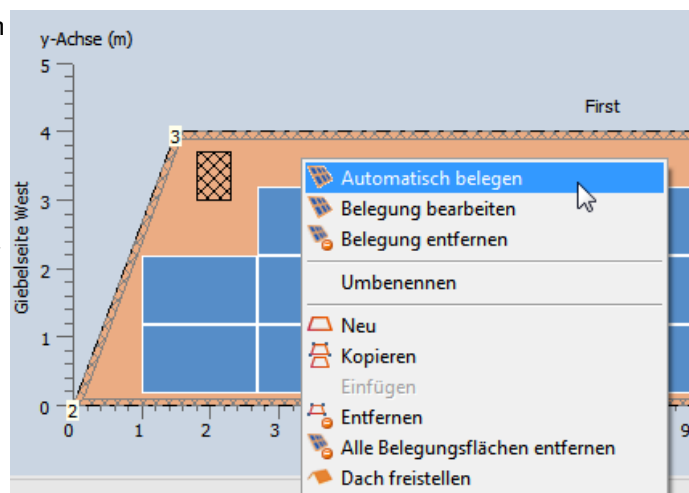 n
y-Achse (m)
5
First
4
3
Automatisch belegen
3
Belegung bearbeiten
Belegung entfernen
Giebelseite West
2
Umbenennen
1
Neu
Kopieren
Einfügen
0
2
Entfernen
0 1 2 3 9
Alle Belegungsflächen entfernen
Dach freistellen